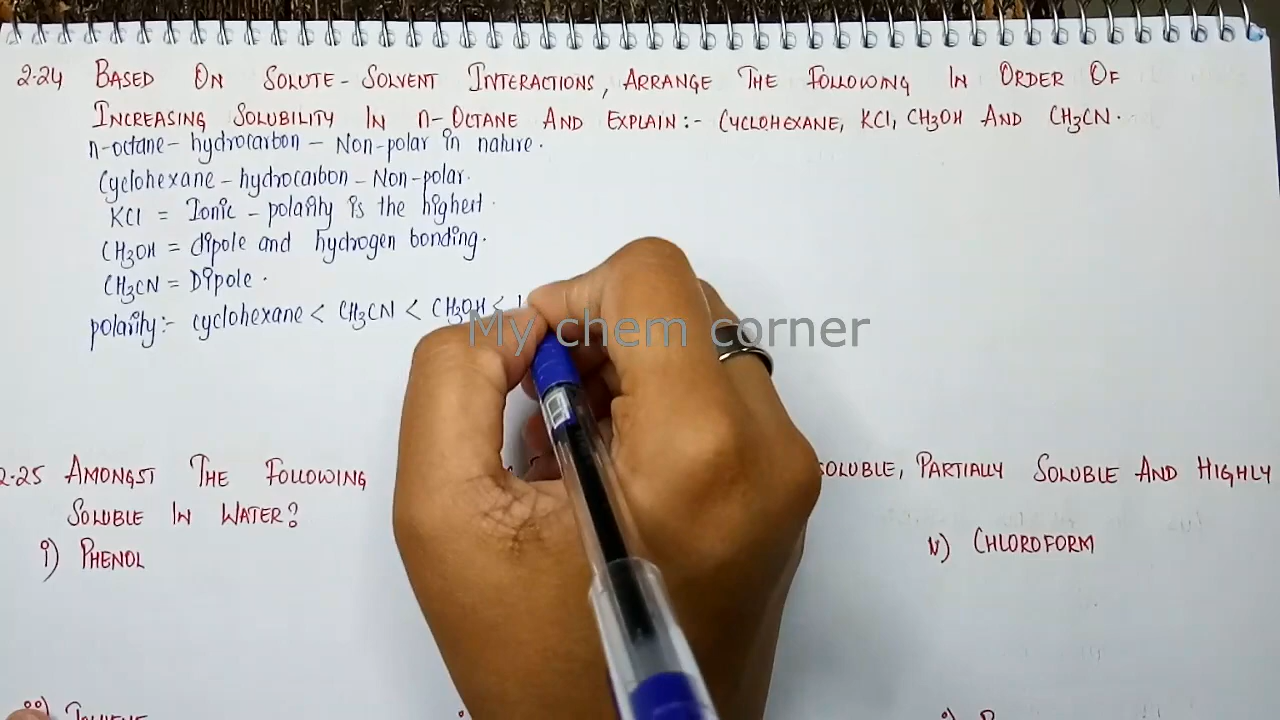 2.24 BASED ON SOLUTE-SOLVENT INTERACTIONS, ARRANGE THE FOLLOWING IN ORDER OF
INCREASING SOLUBILITY IN n-OCTANE AND EXPLAIN:- CYCLOHEXANE, KCl, CH3OH AND CH3CN.
n-octane - hydrocarbon - Non-polar in nature.
Cyclohexane - hydrocarbon - Non-polar.
KCl = Ionic - polarity is the highest.
CH3OH = dipole and hydrogen bonding.
CH3CN = Dipole.
polarity:- cyclohexane < CH3CN < CH3OH <
My chem corner
2.25 AMONGST THE FOLLOWING SOLUBLE, PARTIALLY SOLUBLE AND HIGHLY
SOLUBLE IN WATER?
i) PHENOL
v) CHLOROFORM